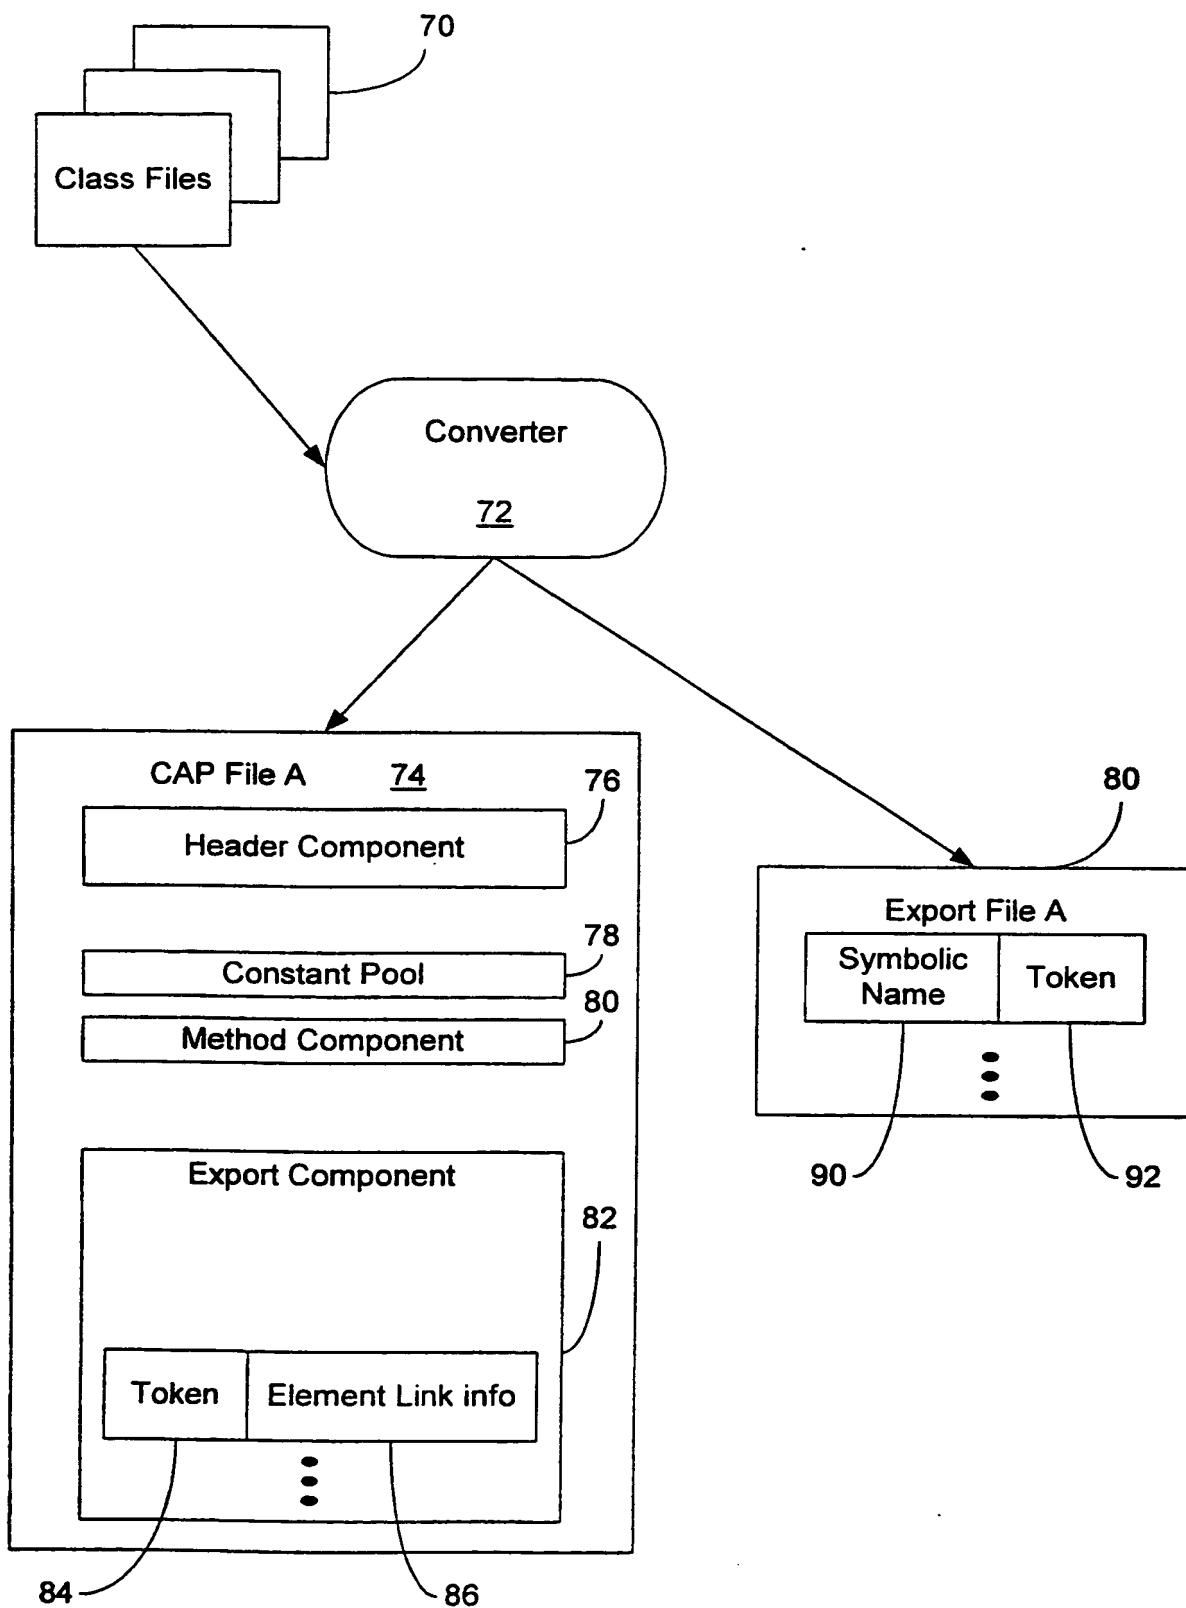 70
Class Files
Converter
72
CAP File A 74
76
Header Component
78
Constant Pool
80
Method Component
Export Component
82
Token
Element Link info
84
86
80
Export File A
Symbolic
Name
Token
90
92